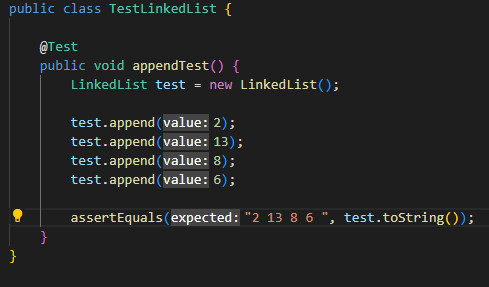 public class TestLinkedList {
@Test
public void appendTest() {
LinkedList test = new LinkedList();
test.append(value: 2);
test.append(value: 13);
test.append(value: 8);
test.append(value: 6);
assertEquals(expected: "2 13 8 6 ", test.toString());
}
}